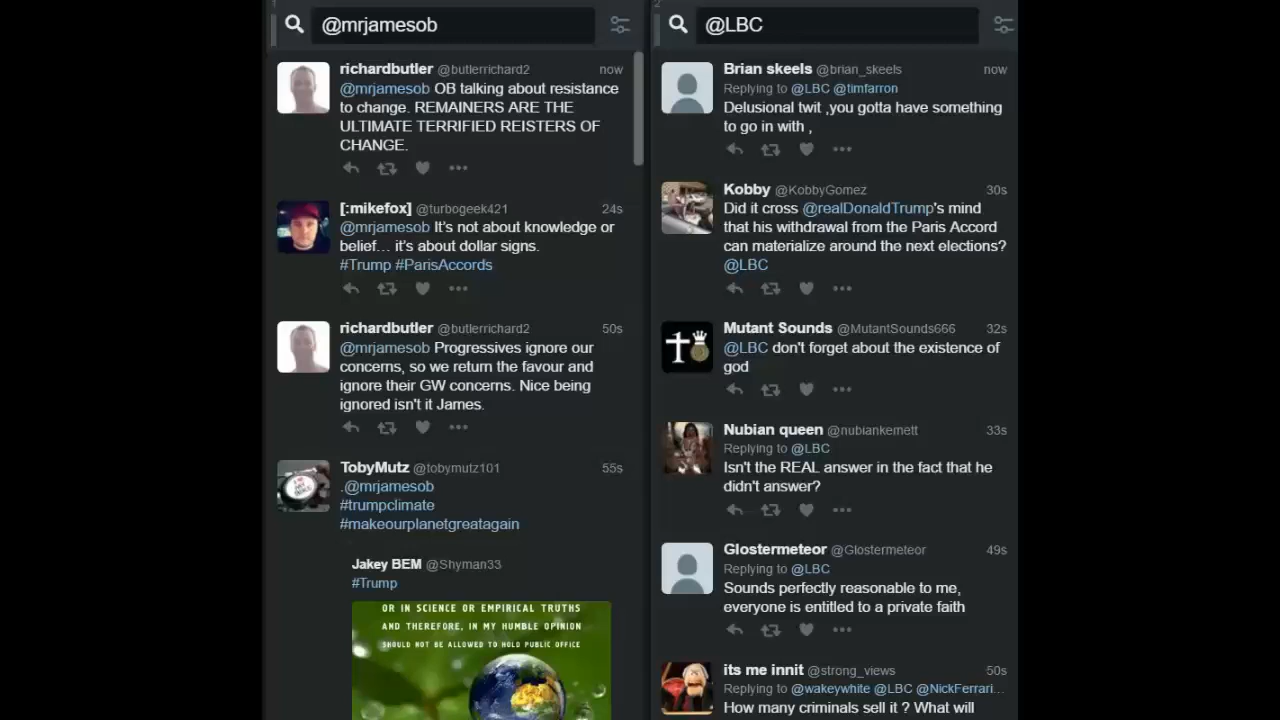 1
@mrjamesob
richardbutler @butlerrichard2 now
@mrjamesob OB talking about resistance
to change. REMAINERS ARE THE
ULTIMATE TERRIFIED REISTERS OF
CHANGE.
[:mikefox] @turbogeek421 24s
@mrjamesob It's not about knowledge or
belief… it's about dollar signs.
#Trump #ParisAccords
richardbutler @butlerrichard2 50s
@mrjamesob Progressives ignore our
concerns, so we return the favour and
ignore their GW concerns. Nice being
ignored isn't it James.
TobyMutz @tobymutz101 55s
.@mrjamesob
#trumpclimate
#makeourplanetgreatagain
Jakey BEM @Shyman33
#Trump
OR IN SCIENCE OR EMPIRICAL TRUTHS
AND THEREFORE, IN MY HUMBLE OPINION
SHOULD NOT BE ALLOWED TO HOLD PUBLIC OFFICE
2
@LBC
Brian skeels @brian_skeels now
Replying to @LBC @timfarron
Delusional twit ,you gotta have something
to go in with ,
Kobby @KobbyGomez 30s
Did it cross @realDonaldTrump's mind
that his withdrawal from the Paris Accord
can materialize around the next elections?
@LBC
Mutant Sounds @MutantSounds666 32s
@LBC don't forget about the existence of
god
Nubian queen @nubiankemett 33s
Replying to @LBC
Isn't the REAL answer in the fact that he
didn't answer?
Glostermeteor @Glostermeteor 49s
Replying to @LBC
Sounds perfectly reasonable to me,
everyone is entitled to a private faith
its me innit @strong_views 50s
Replying to @wakeywhite @LBC @NickFerrari…
How many criminals sell it ? What will